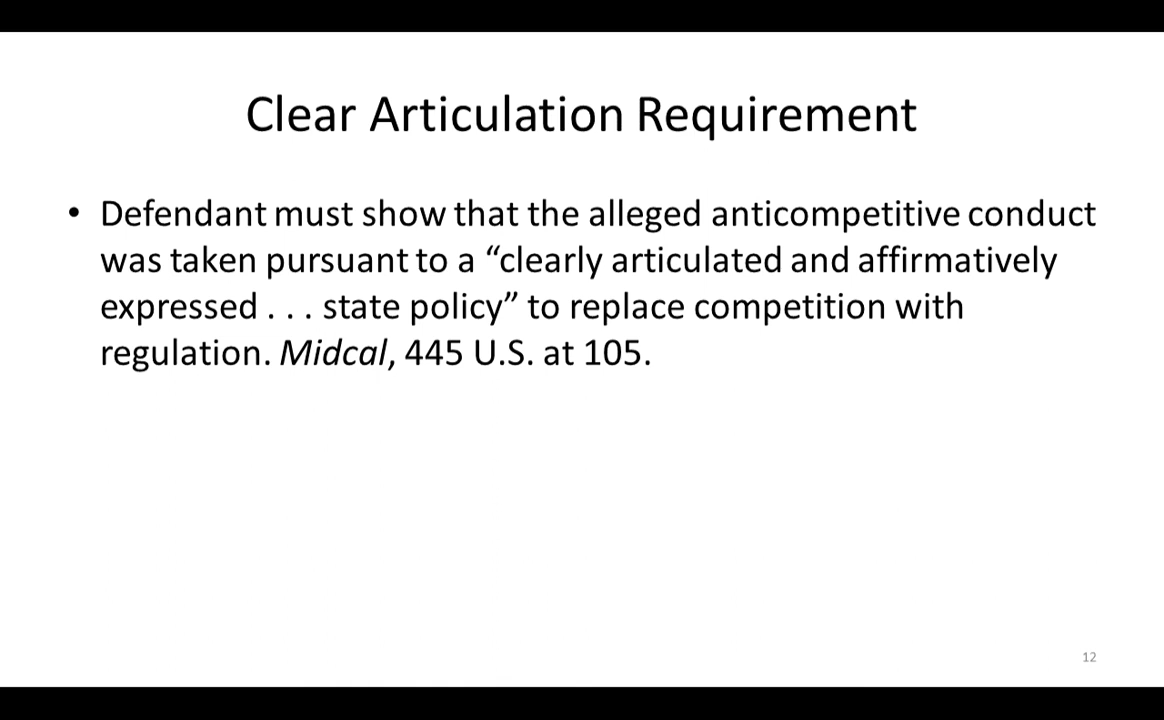 Clear Articulation Requirement
• Defendant must show that the alleged anticompetitive conduct
was taken pursuant to a “clearly articulated and affirmatively
expressed . . . state policy” to replace competition with
regulation. Midcal, 445 U.S. at 105.
12